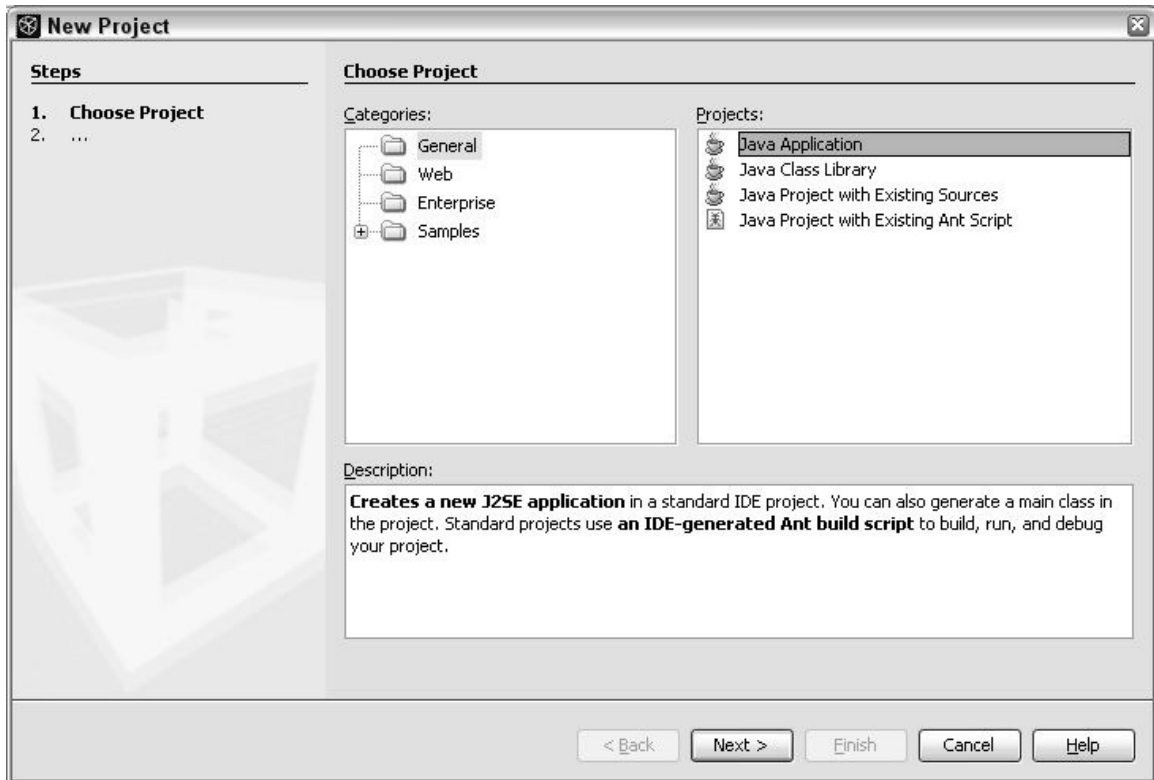 New Project
Steps
1. Choose Project
2. ...
Choose Project
Categories:
General
Web
Enterprise
Samples
Projects:
Java Application
Java Class Library
Java Project with Existing Sources
Java Project with Existing Ant Script
Description:
Creates a new J2SE application in a standard IDE project. You can also generate a main class in
the project. Standard projects use an IDE-generated Ant build script to build, run, and debug
your project.
< Back
Next >
Finish
Cancel
Help